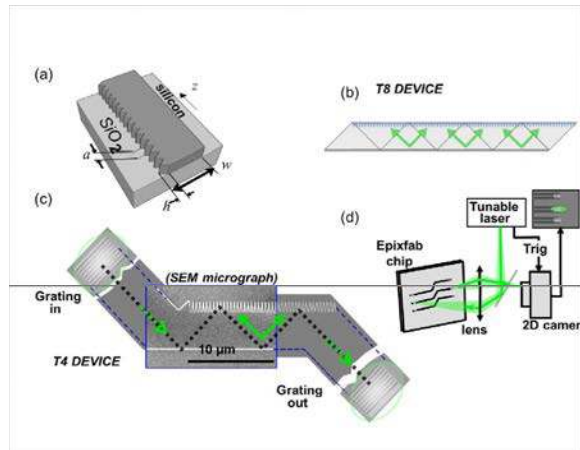 (a)
silicon
z
SiO2
a
h
w
(b)
T8 DEVICE
(c)
(SEM micrograph)
Grating in
T4 DEVICE
10 µm
Grating out
(d)
Tunable laser
Trig
Epixfab chip
lens
2D camera